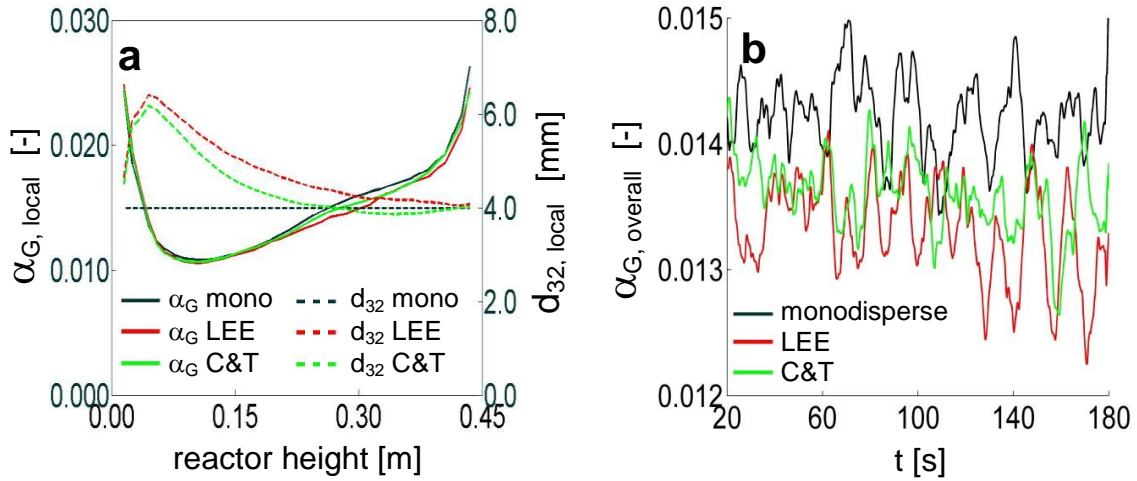 a
αG, local [-]
0.030
0.020
0.010
0.000
8.0
6.0
4.0
2.0
0.0
d32, local [mm]
αG mono
αG LEE
αG C&T
d32 mono
d32 LEE
d32 C&T
0.00
0.15
0.30
0.45
reactor height [m]
b
αG, overall [-]
0.015
0.014
0.013
0.012
monodisperse
LEE
C&T
20
60
100
140
180
t [s]